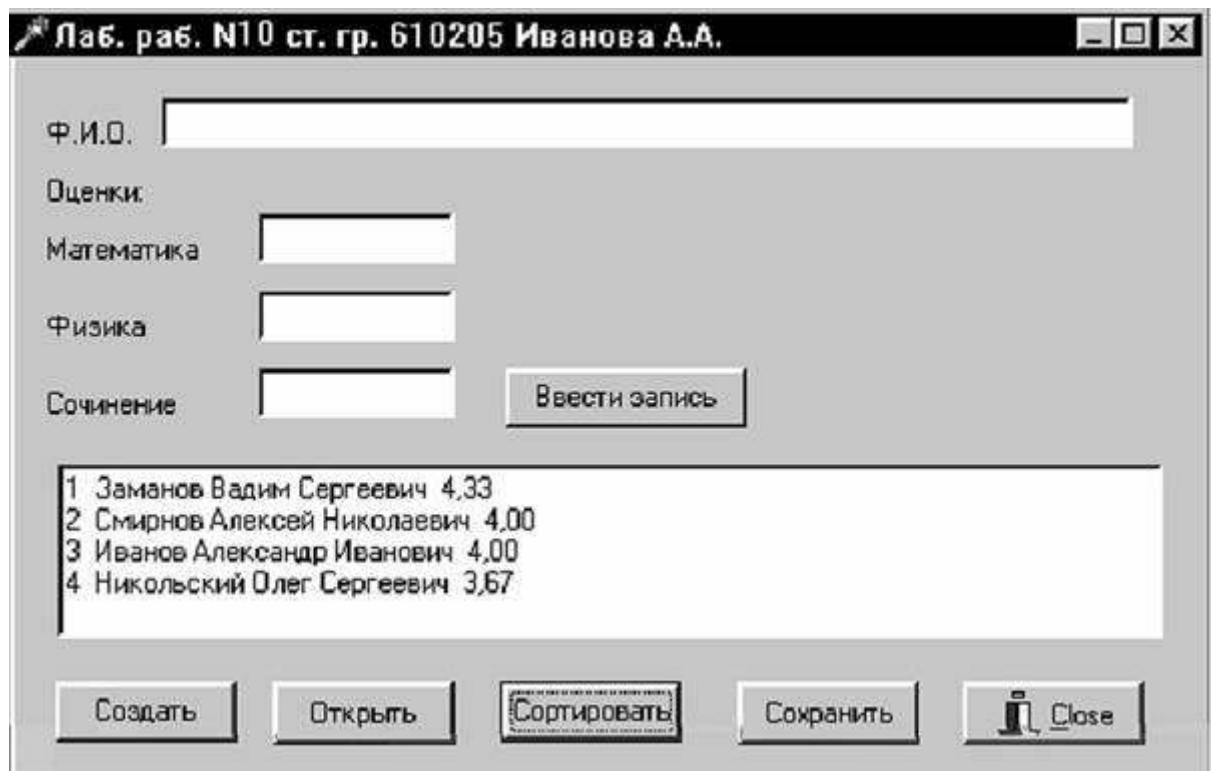 Лаб. раб. N10 ст. гр. 610205 Иванова А.А.
Ф.И.О.
Оценки:
Математика
Физика
Сочинение
Ввести запись
1 Заманов Вадим Сергеевич 4,33
2 Смирнов Алексей Николаевич 4,00
3 Иванов Александр Иванович 4,00
4 Никольский Олег Сергеевич 3,67
Создать Открыть Сортировать Сохранить Close